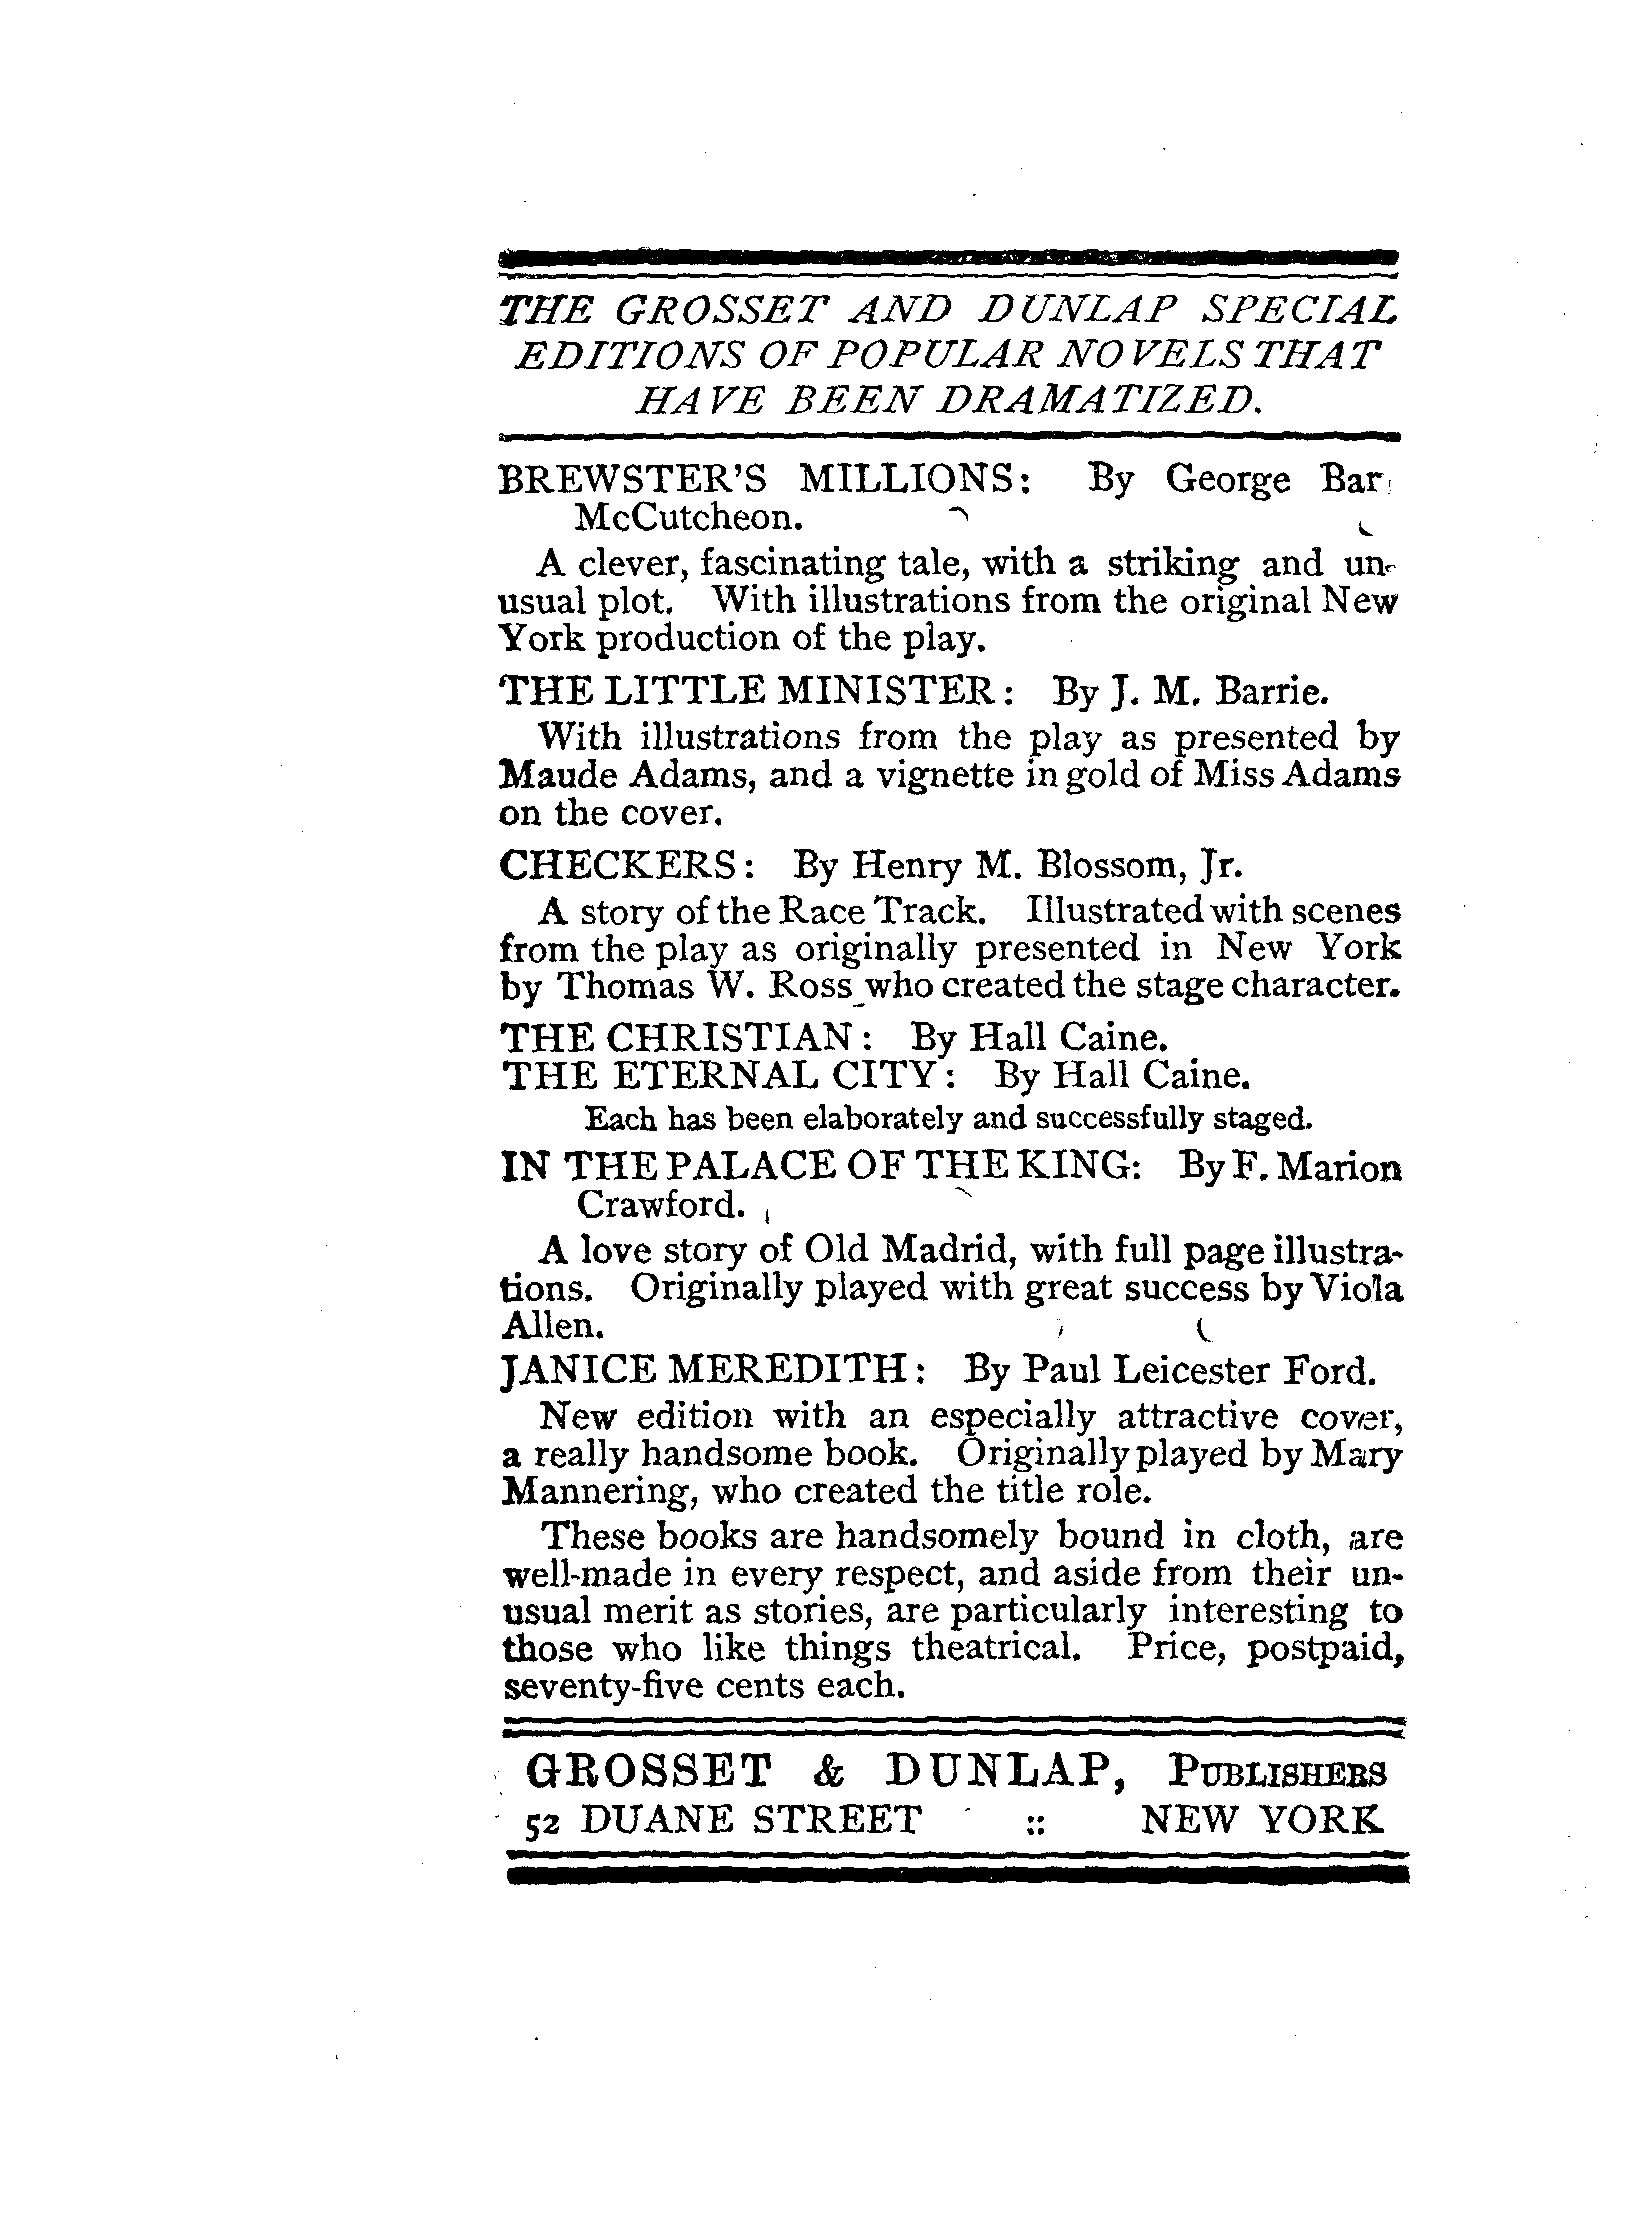 THE GROSSET AND DUNLAP SPECIAL
EDITIONS OF POPULAR NOVELS THAT
HAVE BEEN DRAMATIZED.
BREWSTER'S MILLIONS: By George Bar
McCutcheon.
A clever, fascinating tale, with a striking and un-
usual plot. With illustrations from the original New
York production of the play.
THE LITTLE MINISTER: By J. M. Barrie.
With illustrations from the play as presented by
Maude Adams, and a vignette in gold of Miss Adams
on the cover.
CHECKERS: By Henry M. Blossom, Jr.
A story of the Race Track. Illustrated with scenes
from the play as originally presented in New York
by Thomas W. Ross who created the stage character.
THE CHRISTIAN: By Hall Caine.
THE ETERNAL CITY: By Hall Caine.
Each has been elaborately and successfully staged.
IN THE PALACE OF THE KING: By F. Marion
Crawford.
A love story of Old Madrid, with full page illustra-
tions. Originally played with great success by Viola
Allen.
JANICE MEREDITH: By Paul Leicester Ford.
New edition with an especially attractive cover,
a really handsome book. Originally played by Mary
Mannering, who created the title role.
These books are handsomely bound in cloth, are
well-made in every respect, and aside from their un-
usual merit as stories, are particularly interesting to
those who like things theatrical. Price, postpaid,
seventy-five cents each.
GROSSET & DUNLAP, PUBLISHERS
52 DUANE STREET :: NEW YORK